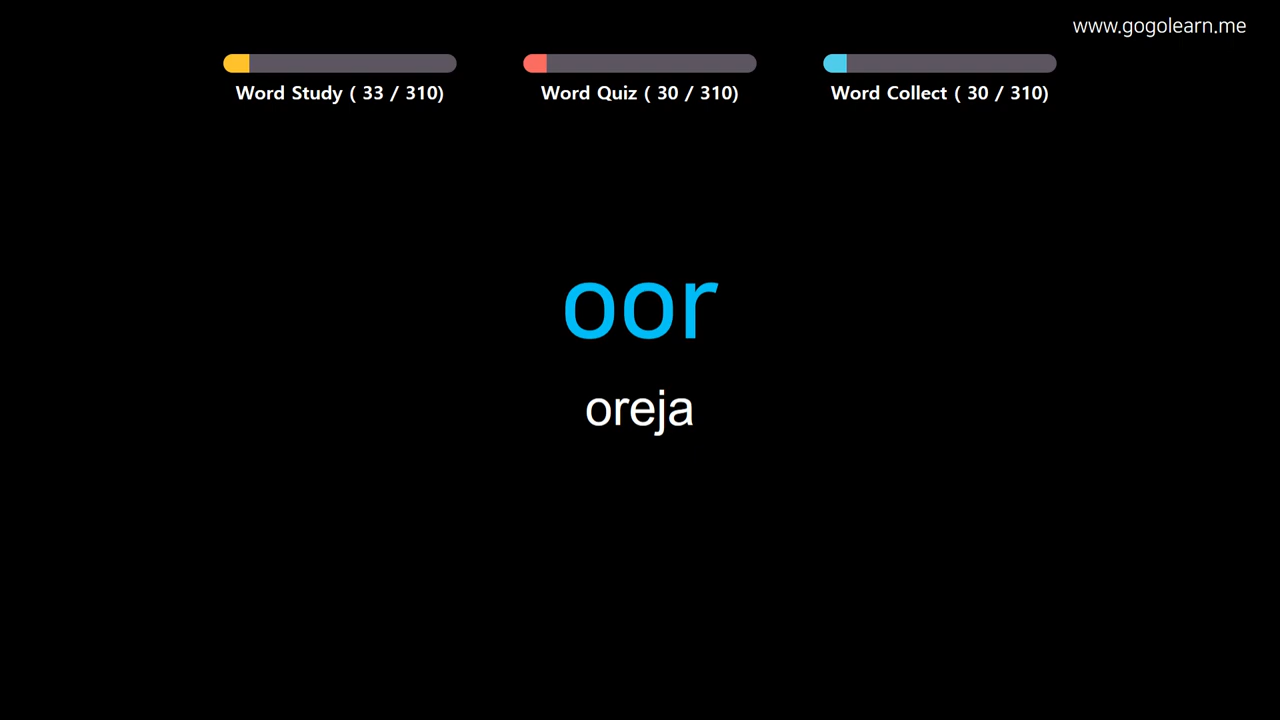 www.gogolearn.me
Word Study ( 33 / 310)
Word Quiz ( 30 / 310)
Word Collect ( 30 / 310)
oor
oreja